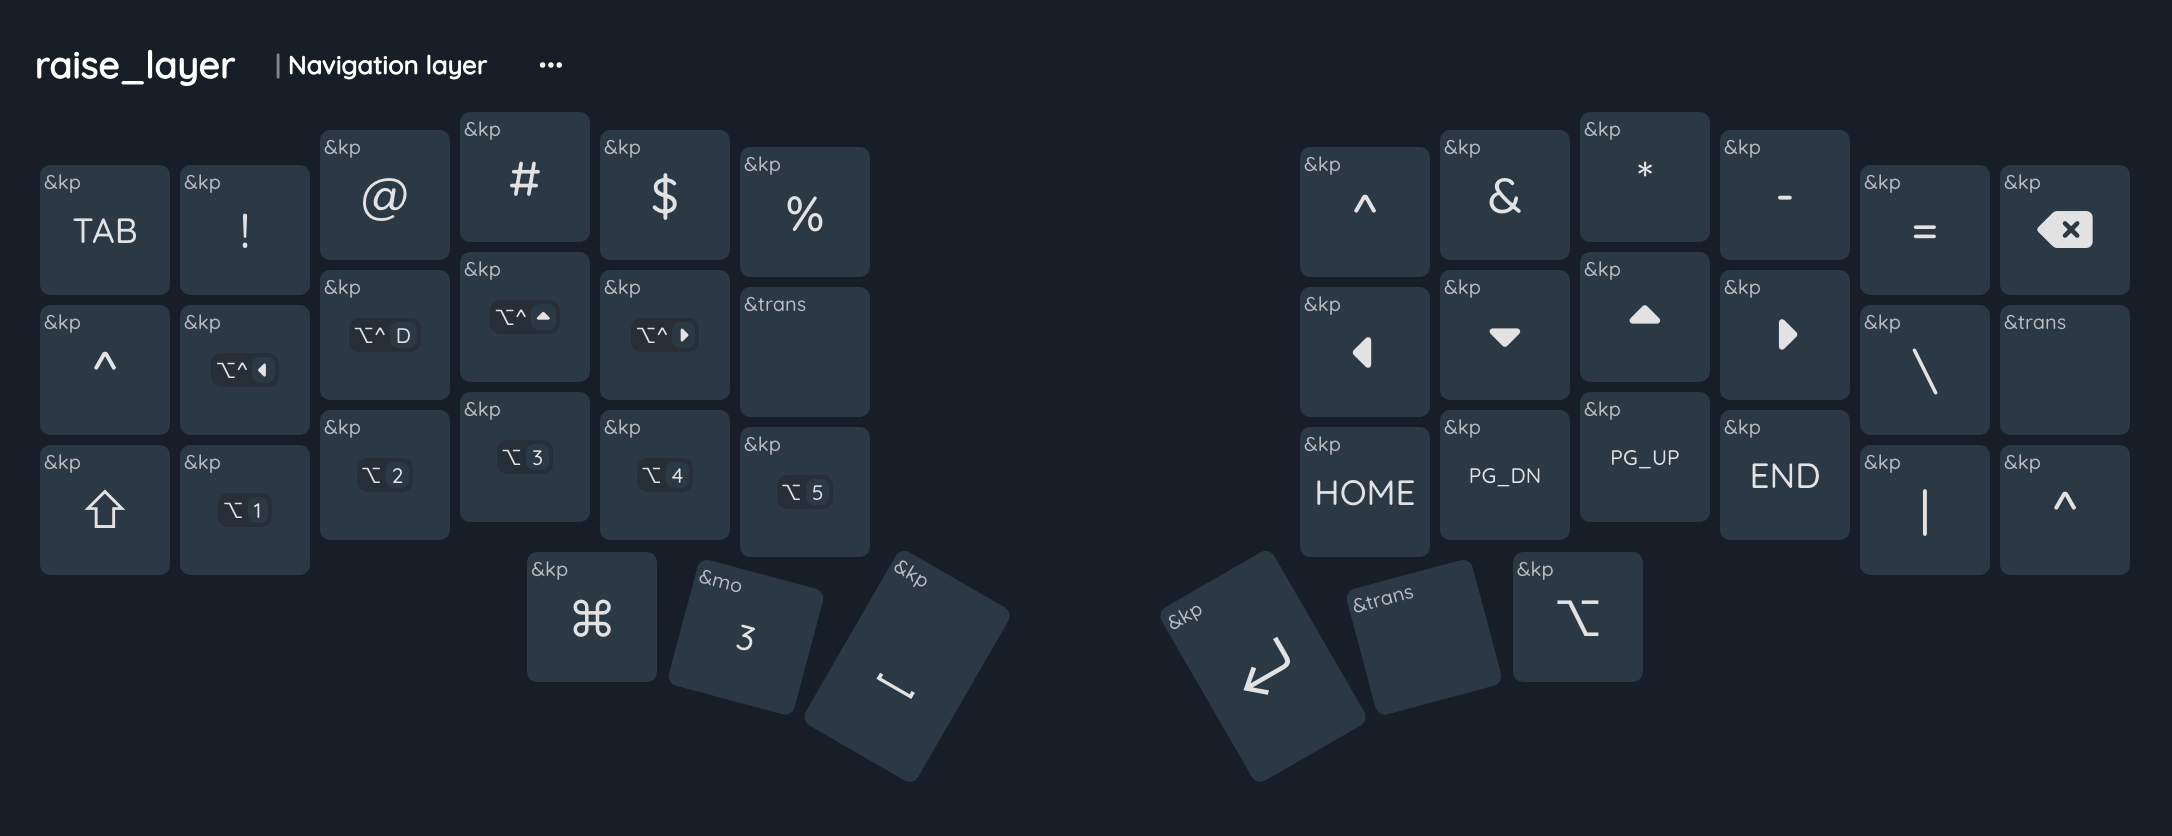 raise_layer | Navigation layer •••
&kp TAB &kp ! &kp @ &kp # &kp $ &kp % &kp ^ &kp & &kp * &kp - &kp = &kp ⌫
&kp ^ &kp ⌥^ ◀ &kp ⌥^ D &kp ⌥^ ▲ &kp ⌥^ ▶ &trans &kp ◀ &kp ▼ &kp ▲ &kp ▶ &kp \ &trans
&kp ⇧ &kp ⌥ 1 &kp ⌥ 2 &kp ⌥ 3 &kp ⌥ 4 &kp ⌥ 5 &kp HOME &kp PG_DN &kp PG_UP &kp END &kp | &kp ^
&kp ⌘ &mo 3 &kp ⎵ &kp ↵ &trans &kp ⌥